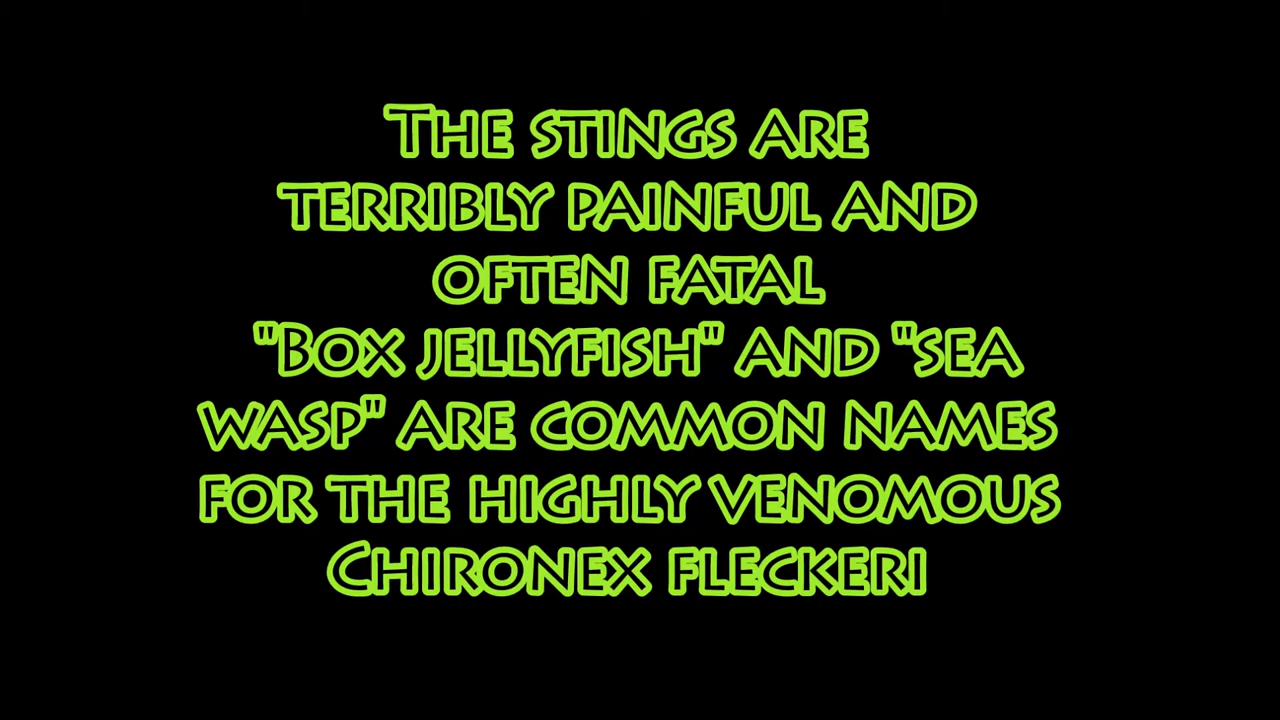 The stings are
terribly painful and
often fatal
"Box jellyfish" and "sea
wasp" are common names
for the highly venomous
Chironex fleckeri